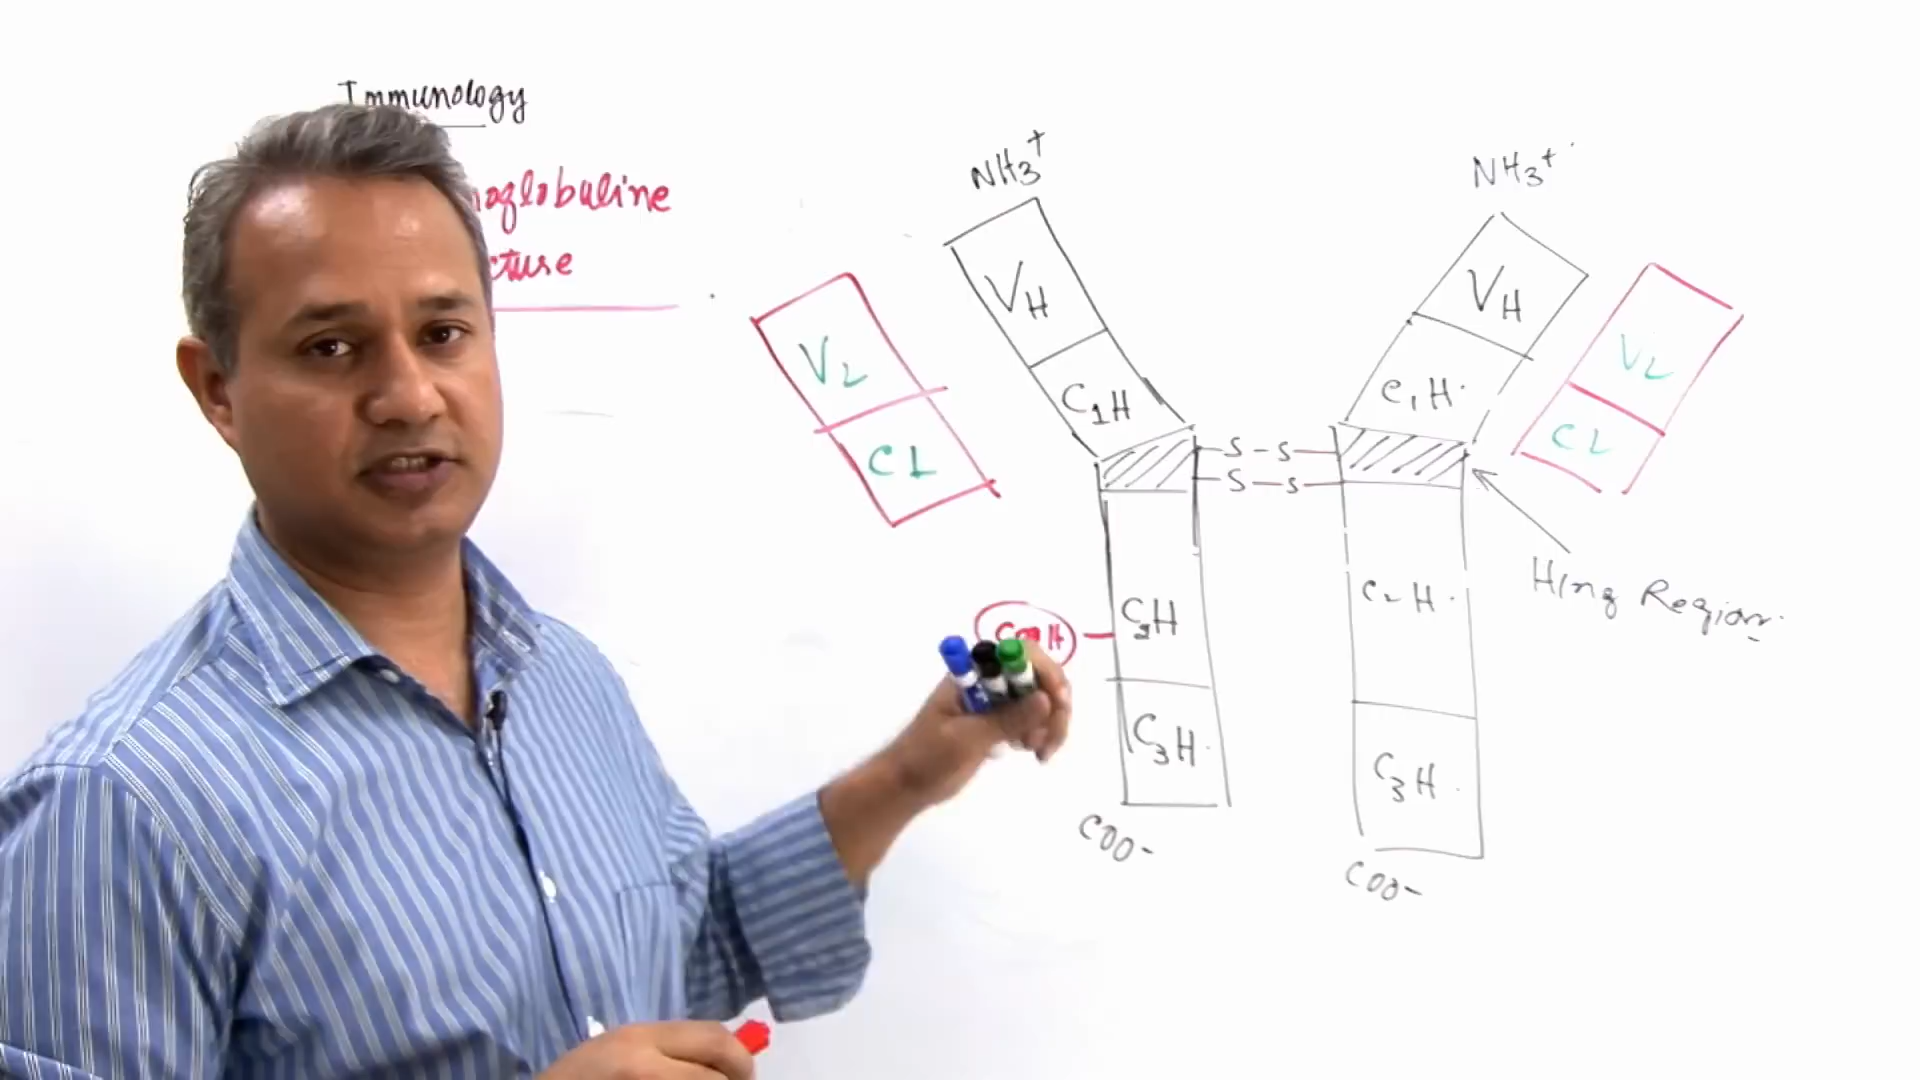 Immunology
noglobuline
cture
NH3+
NH3+
VH
VH
VL
VL
C1H
C1H.
CL
CL
S-S
S-S
Hing Region.
C2H
C2H.
C3H.
C3H.
COO-
COO-